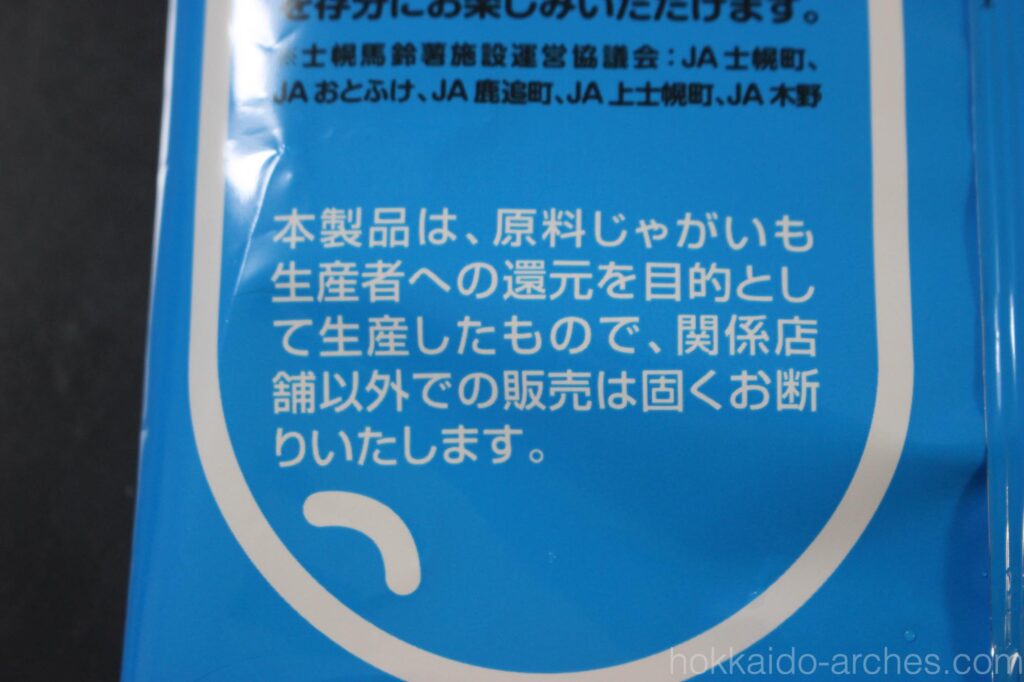 を存分にお楽しみいただけます。
※士幌馬鈴薯施設運営協議会：JA士幌町、
JAおとふけ、JA鹿追町、JA上士幌町、JA木野
本製品は、原料じゃがいも
生産者への還元を目的とし
て生産したもので、関係店
舗以外での販売は固くお断
りいたします。
hokkaido-arches.com